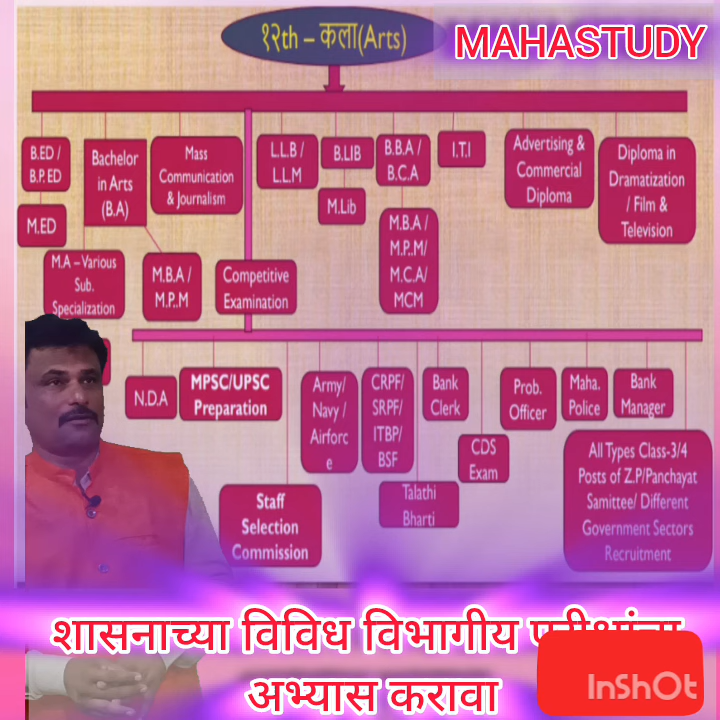 १२th – कला(Arts)
MAHASTUDY
B.ED /
B.P.ED
M.ED
Bachelor
in Arts
(B.A)
M.A – Various
Sub.
Specialization
Mass
Communication
& Journalism
M.B.A /
M.P.M
Competitive
Examination
L.L.B /
L.L.M
B.LIB
M.Lib
B.B.A /
B.C.A
M.B.A /
M.P.M/
M.C.A/
MCM
I.T.I
Advertising &
Commercial
Diploma
Diploma in
Dramatization
/ Film &
Television
N.D.A
MPSC/UPSC
Preparation
Staff
Selection
Commission
Army/
Navy /
Airforc
e
CRPF/
SRPF/
ITBP/
BSF
Talathi
Bharti
Bank
Clerk
CDS
Exam
Prob.
Officer
Maha.
Police
Bank
Manager
All Types Class-3/4
Posts of Z.P/Panchayat
Samittee/ Different
Government Sectors
Recruitment
शासनाच्या विविध विभागीय
अभ्यास करावा
InShOt